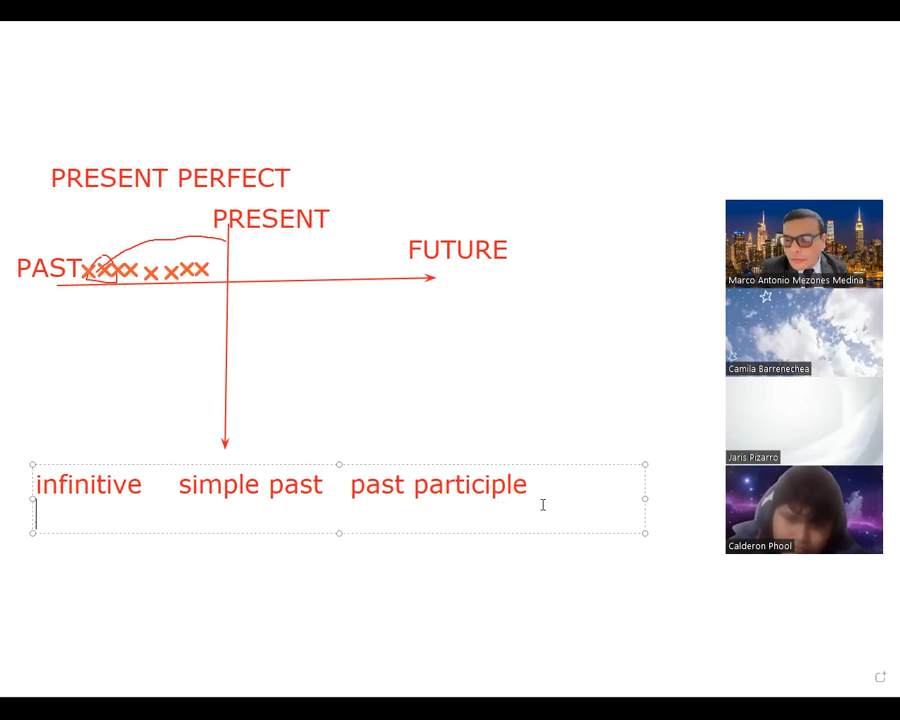 PRESENT PERFECT
PRESENT
FUTURE
PAST
infinitive simple past past participle
Marco Antonio Mezones Medina
Camila Barrenechea
Jaris Pizarro
Calderon Phool